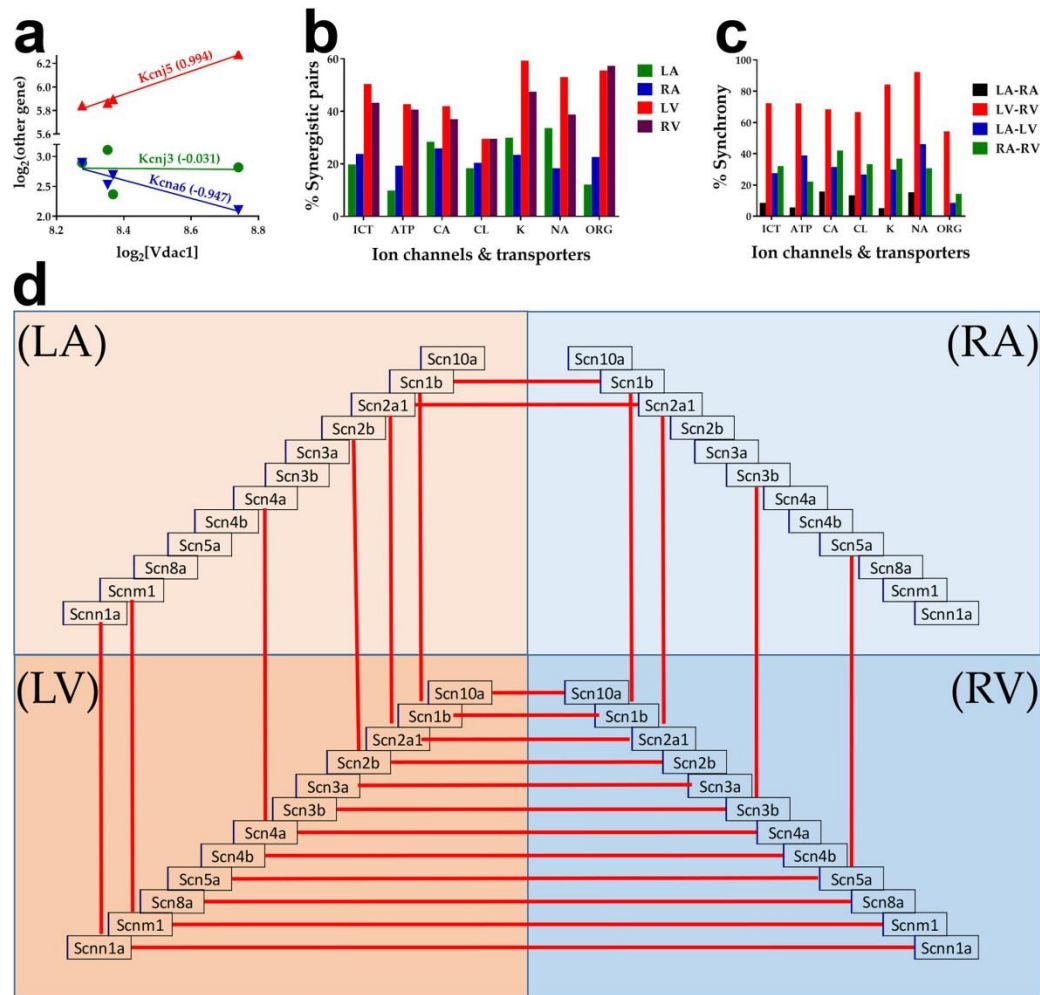 a
6.2
6.0
5.8
5.6
3.0
2.5
2.0
8.2
8.4
8.6
8.8
log2(other gene)
log2[Vdac1]
Kcnj5 (0.994)
Kcnj3 (-0.031)
Kcna6 (-0.947)
b
60
40
20
0
% Synergistic pairs
ICT
ATP
CA
CL
K
NA
ORG
Ion channels & transporters
LA
RA
LV
RV
c
100
80
60
40
20
0
% Synchrony
ICT
ATP
CA
CL
K
NA
ORG
Ion channels & transporters
LA-RA
LV-RV
LA-LV
RA-RV
d
(LA)
Scn10a
Scn1b
Scn2a1
Scn2b
Scn3a
Scn3b
Scn4a
Scn4b
Scn5a
Scn8a
Scnm1
Scnn1a
(RA)
Scn10a
Scn1b
Scn2a1
Scn2b
Scn3a
Scn3b
Scn4a
Scn4b
Scn5a
Scn8a
Scnm1
Scnn1a
(LV)
Scn10a
Scn1b
Scn2a1
Scn2b
Scn3a
Scn3b
Scn4a
Scn4b
Scn5a
Scn8a
Scnm1
Scnn1a
(RV)
Scn10a
Scn1b
Scn2a1
Scn2b
Scn3a
Scn3b
Scn4a
Scn4b
Scn5a
Scn8a
Scnm1
Scnn1a